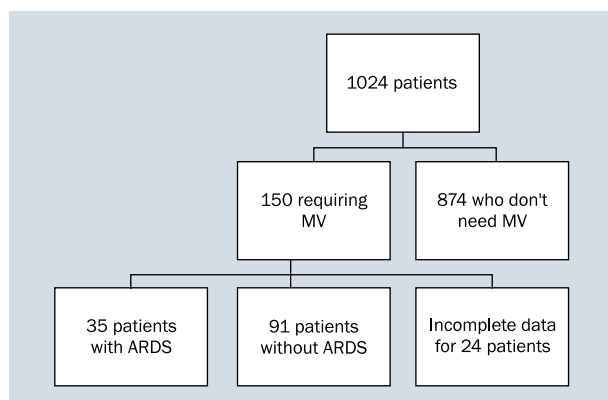 1024 patients
150 requiring
MV
874 who don't
need MV
35 patients
with ARDS
91 patients
without ARDS
Incomplete data
for 24 patients